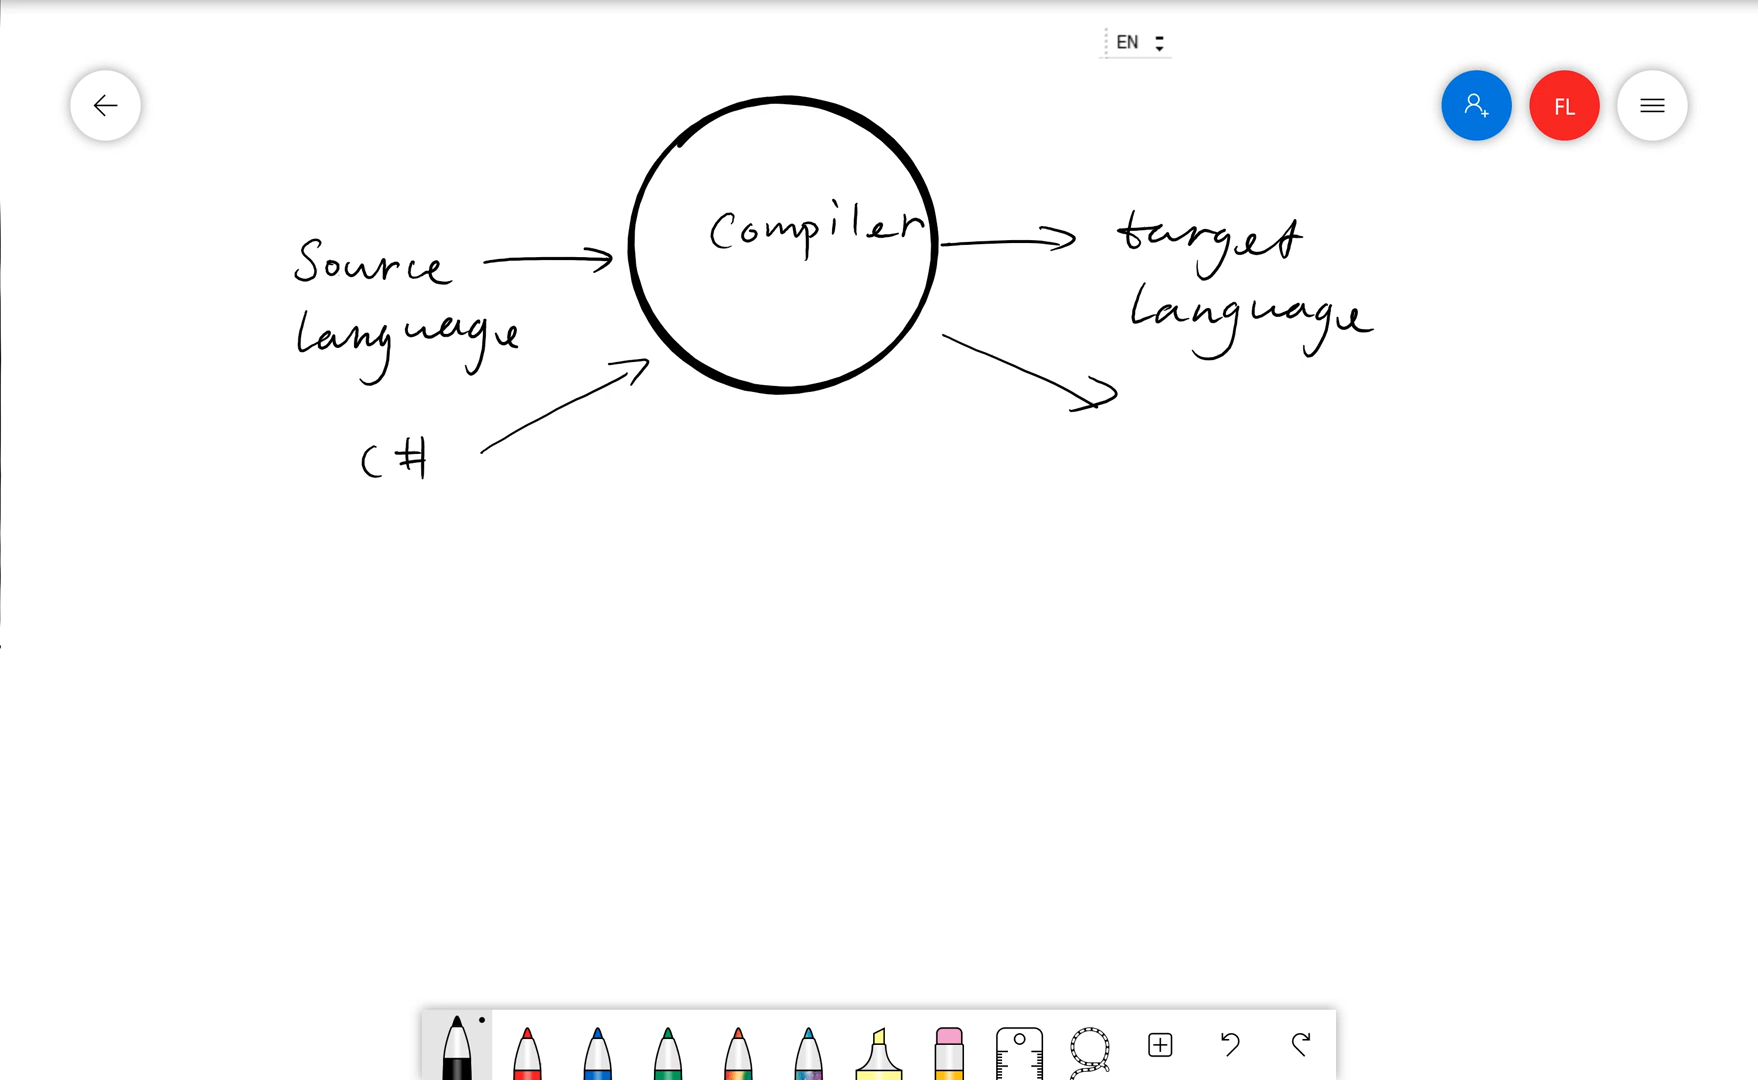 EN
FL
Compiler
Source
Language
target
Language
C#